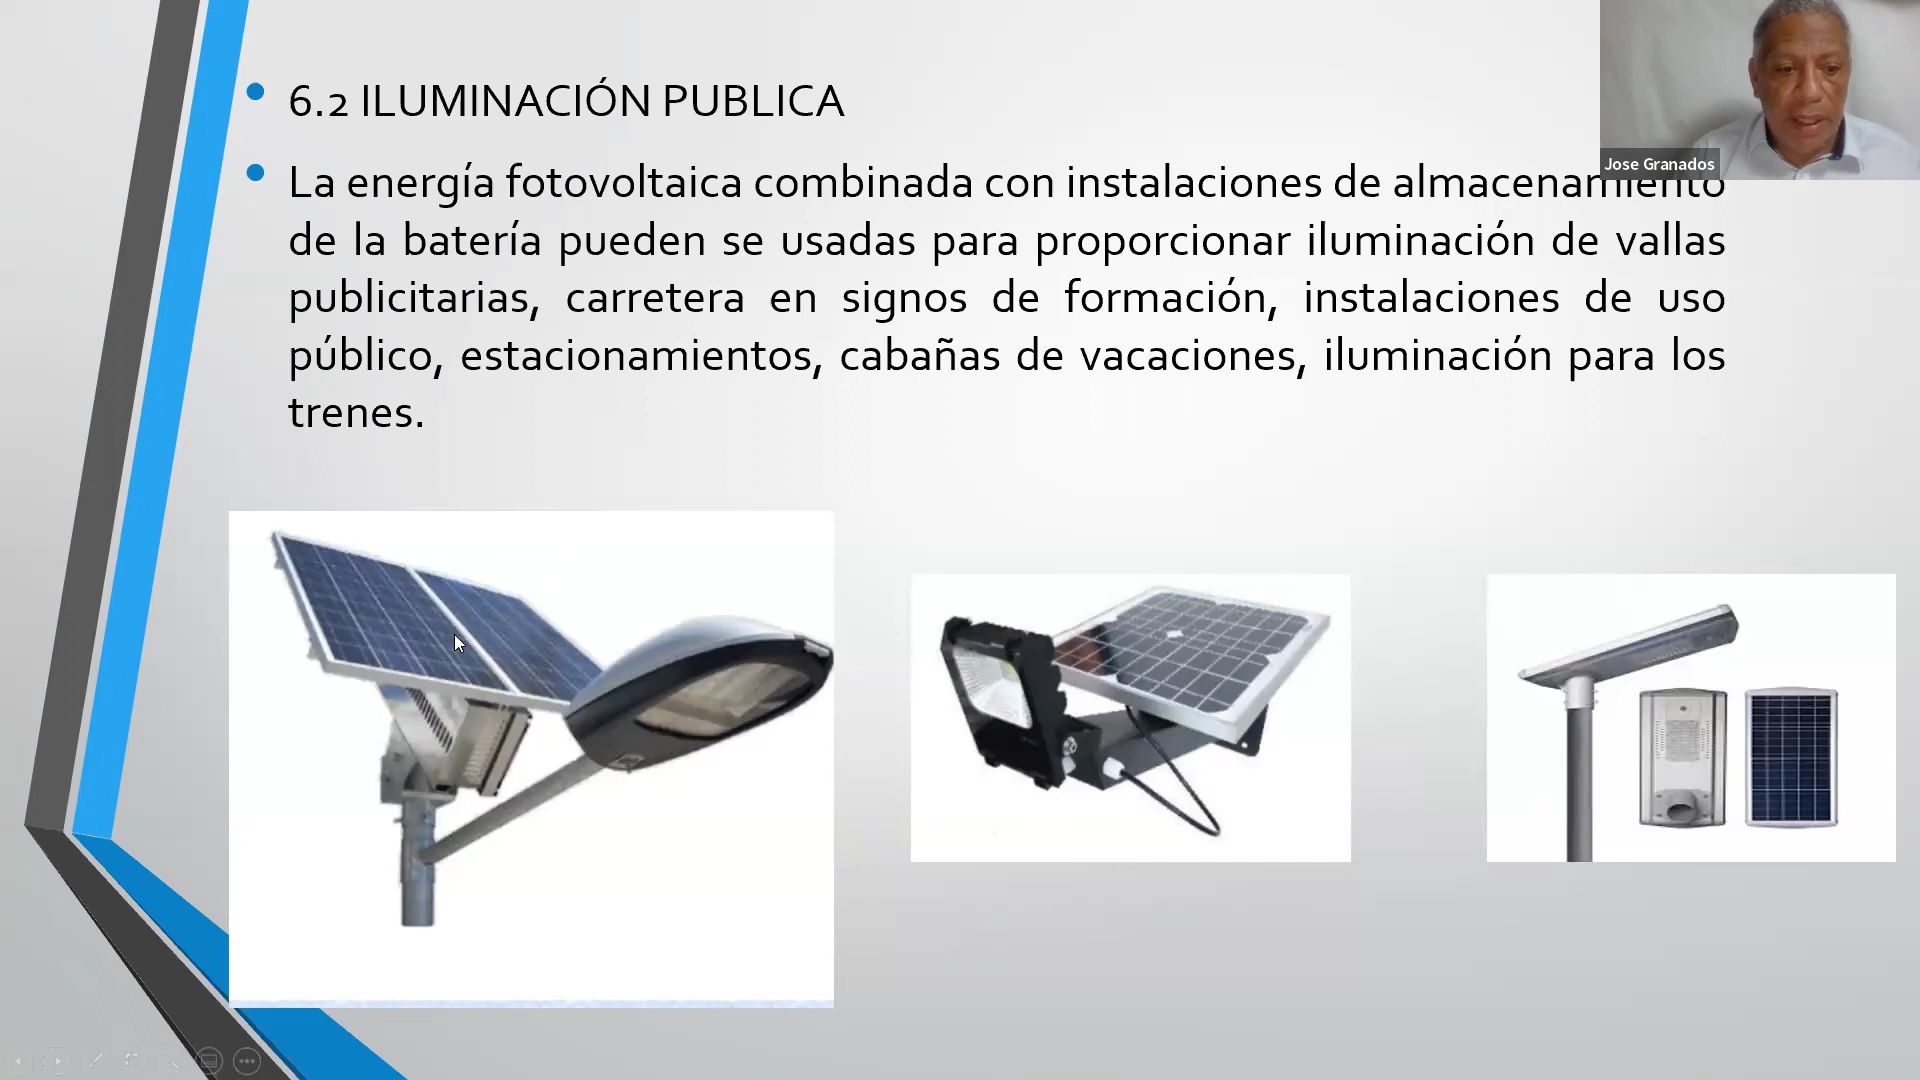 6.2 ILUMINACIÓN PUBLICA
Jose Granados
La energía fotovoltaica combinada con instalaciones de almacenamiento
de la batería pueden se usadas para proporcionar iluminación de vallas
publicitarias, carretera en signos de formación, instalaciones de uso
público, estacionamientos, cabañas de vacaciones, iluminación para los
trenes.